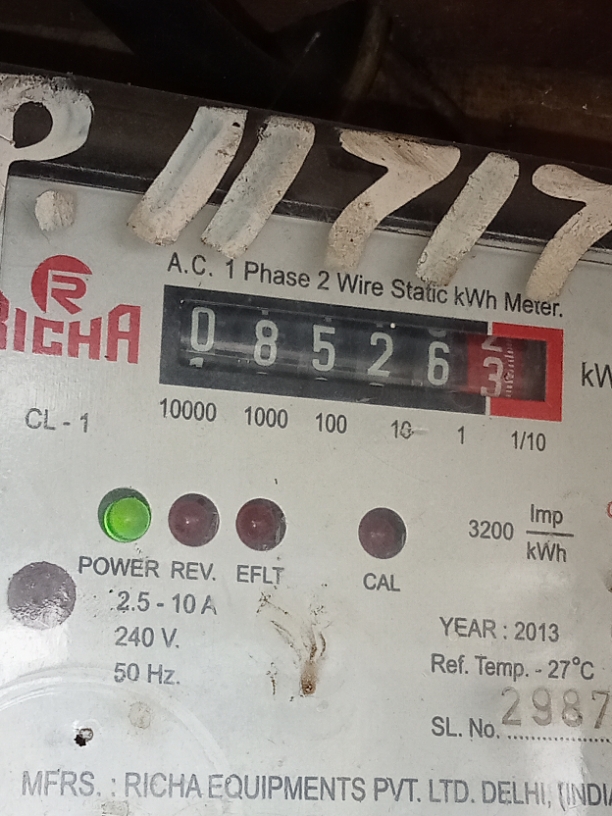 P 11717
A.C. 1 Phase 2 Wire Static kWh Meter.
R
RICHA
0 8 5 2 6 3
kW
CL - 1
10000 1000 100 10 1 1/10
3200 Imp
kWh
POWER REV. EFLT CAL
2.5 - 10 A
240 V.
50 Hz.
YEAR : 2013
Ref. Temp. - 27°C
SL. No. 2987
MFRS. : RICHA EQUIPMENTS PVT. LTD. DELHI, (INDIA